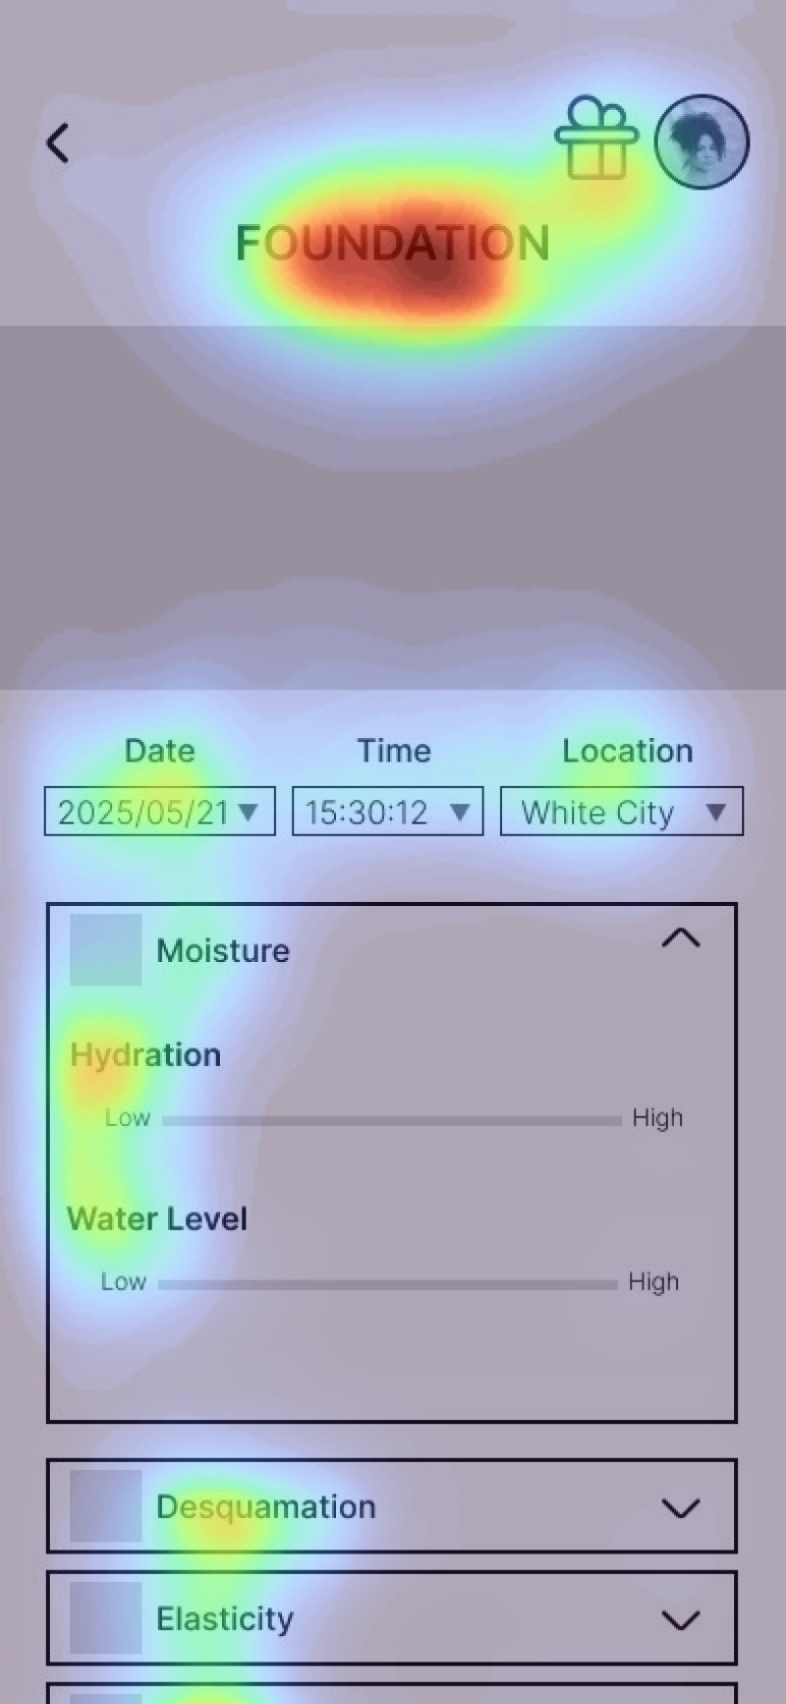 FOUNDATION
Date Time Location
2025/05/21 15:30:12 White City
Moisture
Hydration
Low High
Water Level
Low High
Desquamation
Elasticity